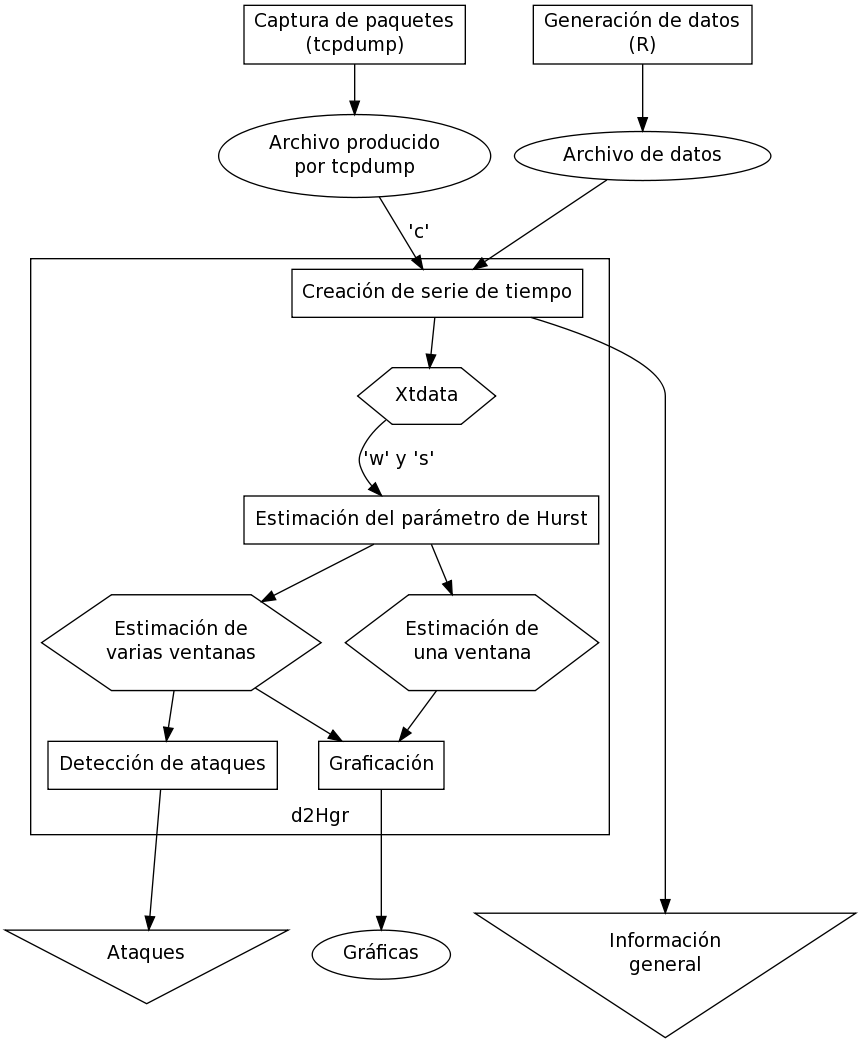 Captura de paquetes
(tcpdump)
Generación de datos
(R)
Archivo producido
por tcpdump
Archivo de datos
'c'
Creación de serie de tiempo
Xtdata
'w' y 's'
Estimación del parámetro de Hurst
Estimación de
varias ventanas
Estimación de
una ventana
Detección de ataques
Graficación
d2Hgr
Ataques
Gráficas
Información
general